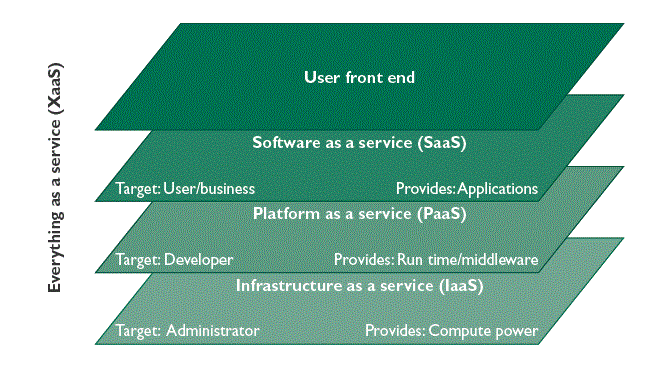 Everything as a service (XaaS)
User front end
Software as a service (SaaS)
Target: User/business Provides: Applications
Platform as a service (PaaS)
Target: Developer Provides: Run time/middleware
Infrastructure as a service (IaaS)
Target: Administrator Provides: Compute power